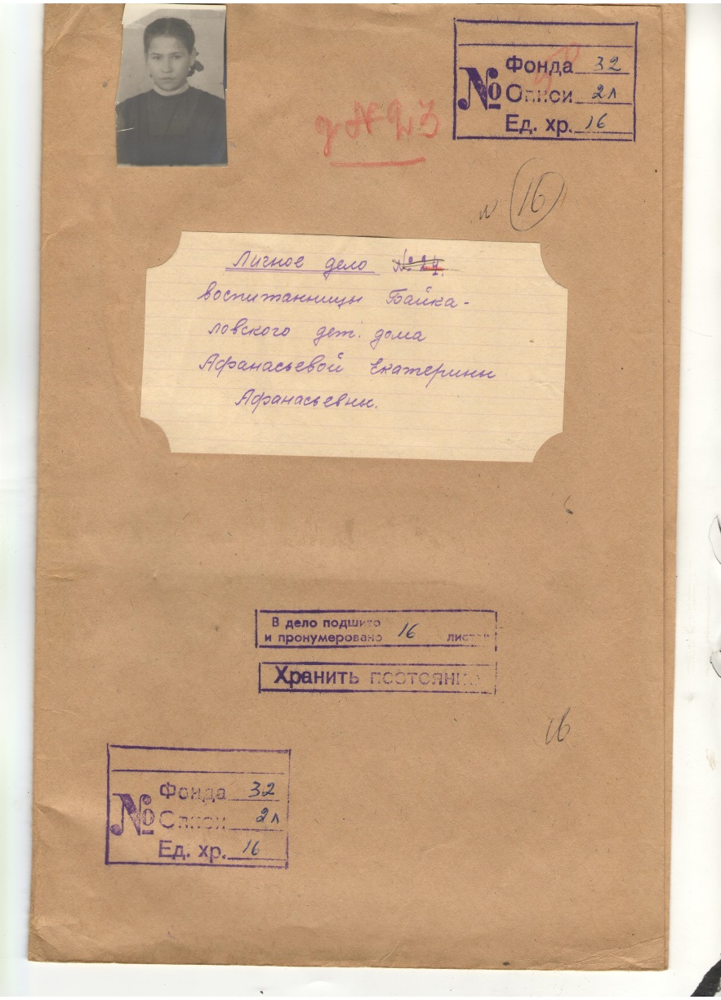 №
Фонда 32
Описи 2л
Ед. хр. 16
№ 23
16
Личное дело № 24.
воспитанницы Байка-
ловского дет. дома
Афанасьевой Екатерины
Афанасьевны.
В дело подшито
и пронумеровано 16 листов
Хранить постоянно
16
№
Фонда 32
Описи 2л
Ед. хр. 16